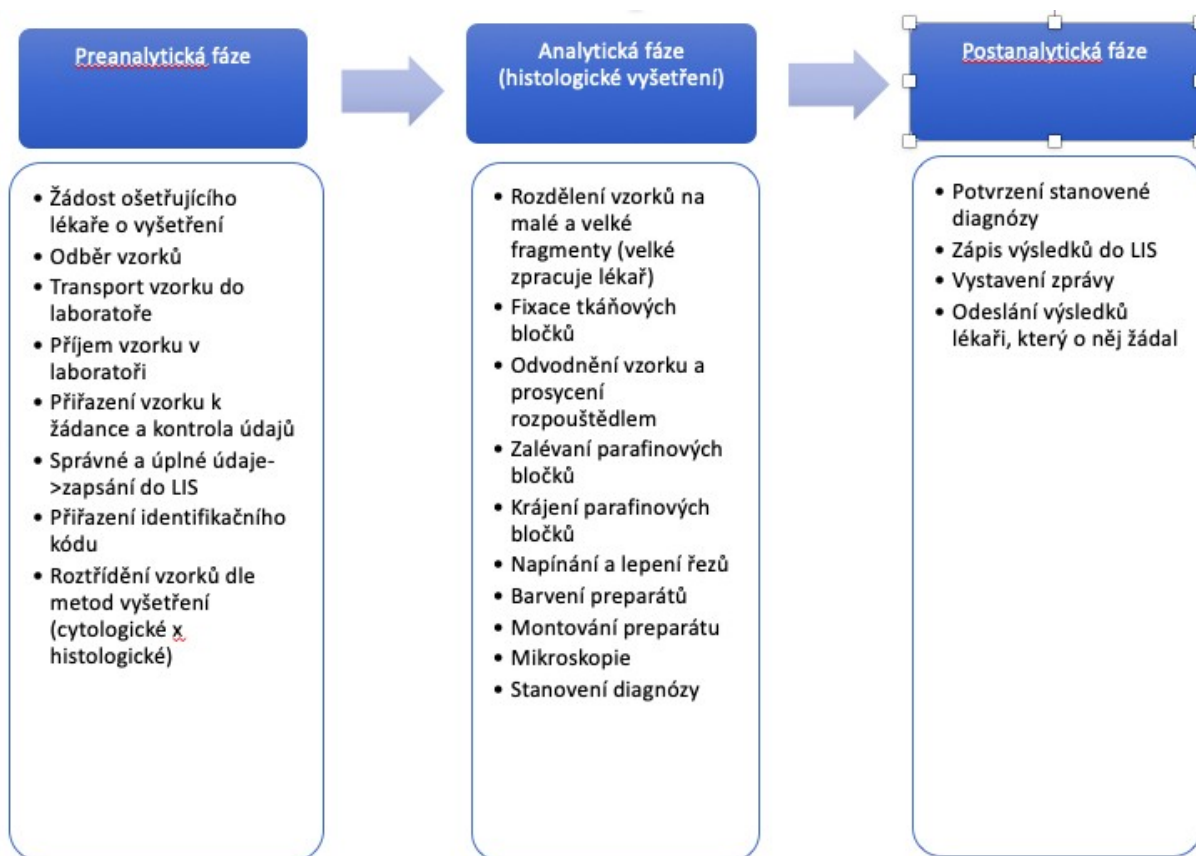 Preanalytická fáze
• Žádost ošetřujícího
lékaře o vyšetření
• Odběr vzorků
• Transport vzorku do
laboratoře
• Příjem vzorku v
laboratoři
• Přiřazení vzorku k
žádance a kontrola údajů
• Správné a úplné údaje-
>zapsání do LIS
• Přiřazení identifikačního
kódu
• Roztřídění vzorků dle
metod vyšetření
(cytologické x
histologické)
Analytická fáze
(histologické vyšetření)
• Rozdělení vzorků na
malé a velké
fragmenty (velké
zpracuje lékař)
• Fixace tkáňových
bločků
• Odvodnění vzorku a
prosycení
rozpouštědlem
• Zalévaní parafinových
bločků
• Krájení parafinových
bločků
• Napínání a lepení řezů
• Barvení preparátů
• Montování preparátu
• Mikroskopie
• Stanovení diagnózy
Postanalytická fáze
• Potvrzení stanovené
diagnózy
• Zápis výsledků do LIS
• Vystavení zprávy
• Odeslání výsledků
lékaři, který o něj žádal